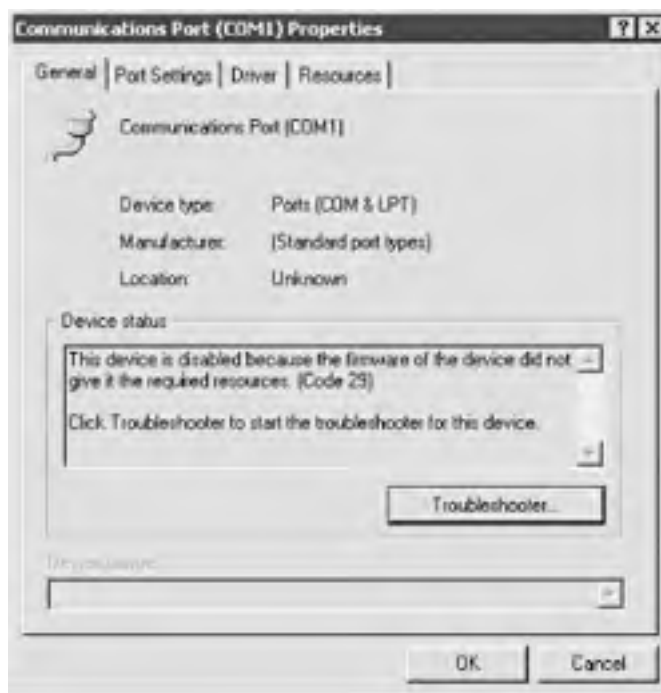 Communications Port (COM1) Properties
General Port Settings Driver Resources
Communications Port (COM1)
Device type: Ports (COM & LPT)
Manufacturer: (Standard port types)
Location: Unknown
Device status
This device is disabled because the firmware of the device did not
give it the required resources. (Code 29)
Click Troubleshooter to start the troubleshooter for this device.
Troubleshooter...
OK Cancel